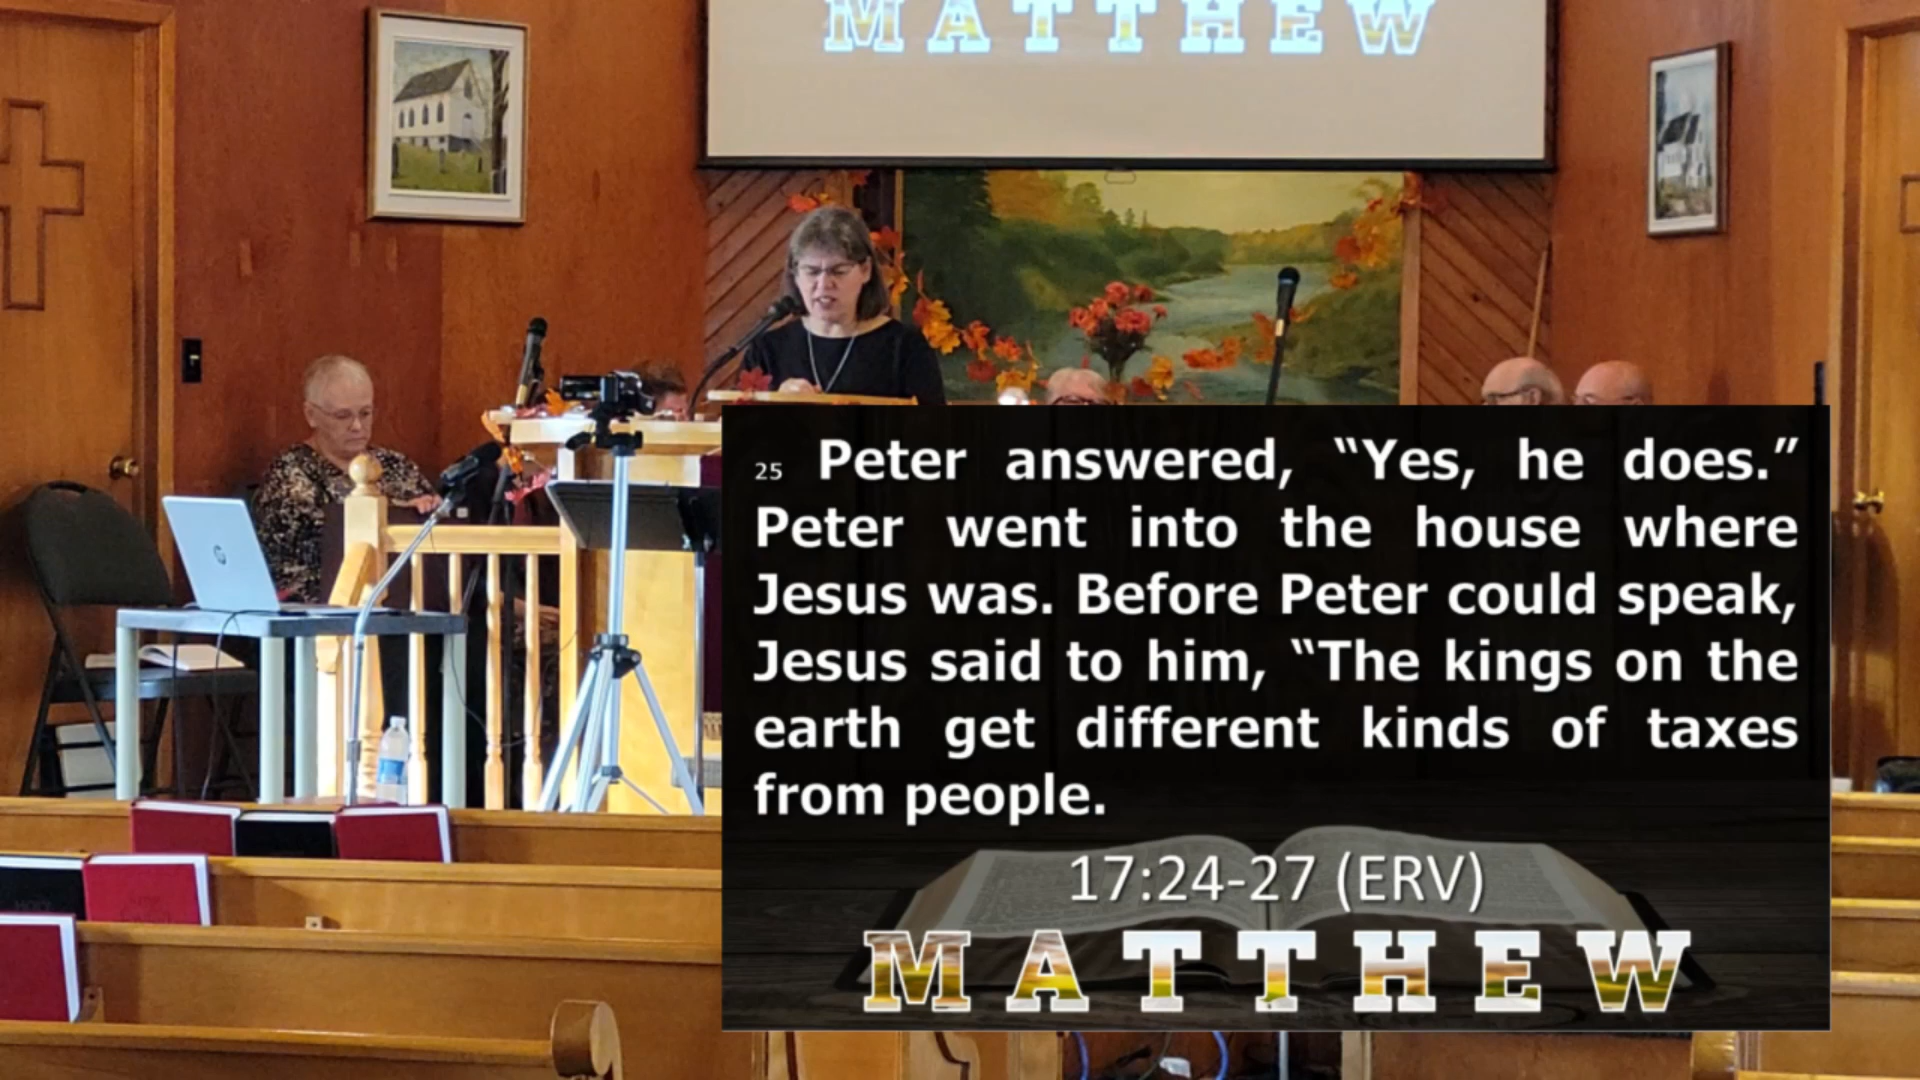 MATTHEW
25 Peter answered, “Yes, he does.”
Peter went into the house where
Jesus was. Before Peter could speak,
Jesus said to him, “The kings on the
earth get different kinds of taxes
from people.
17:24-27 (ERV)
MATTHEW
hp